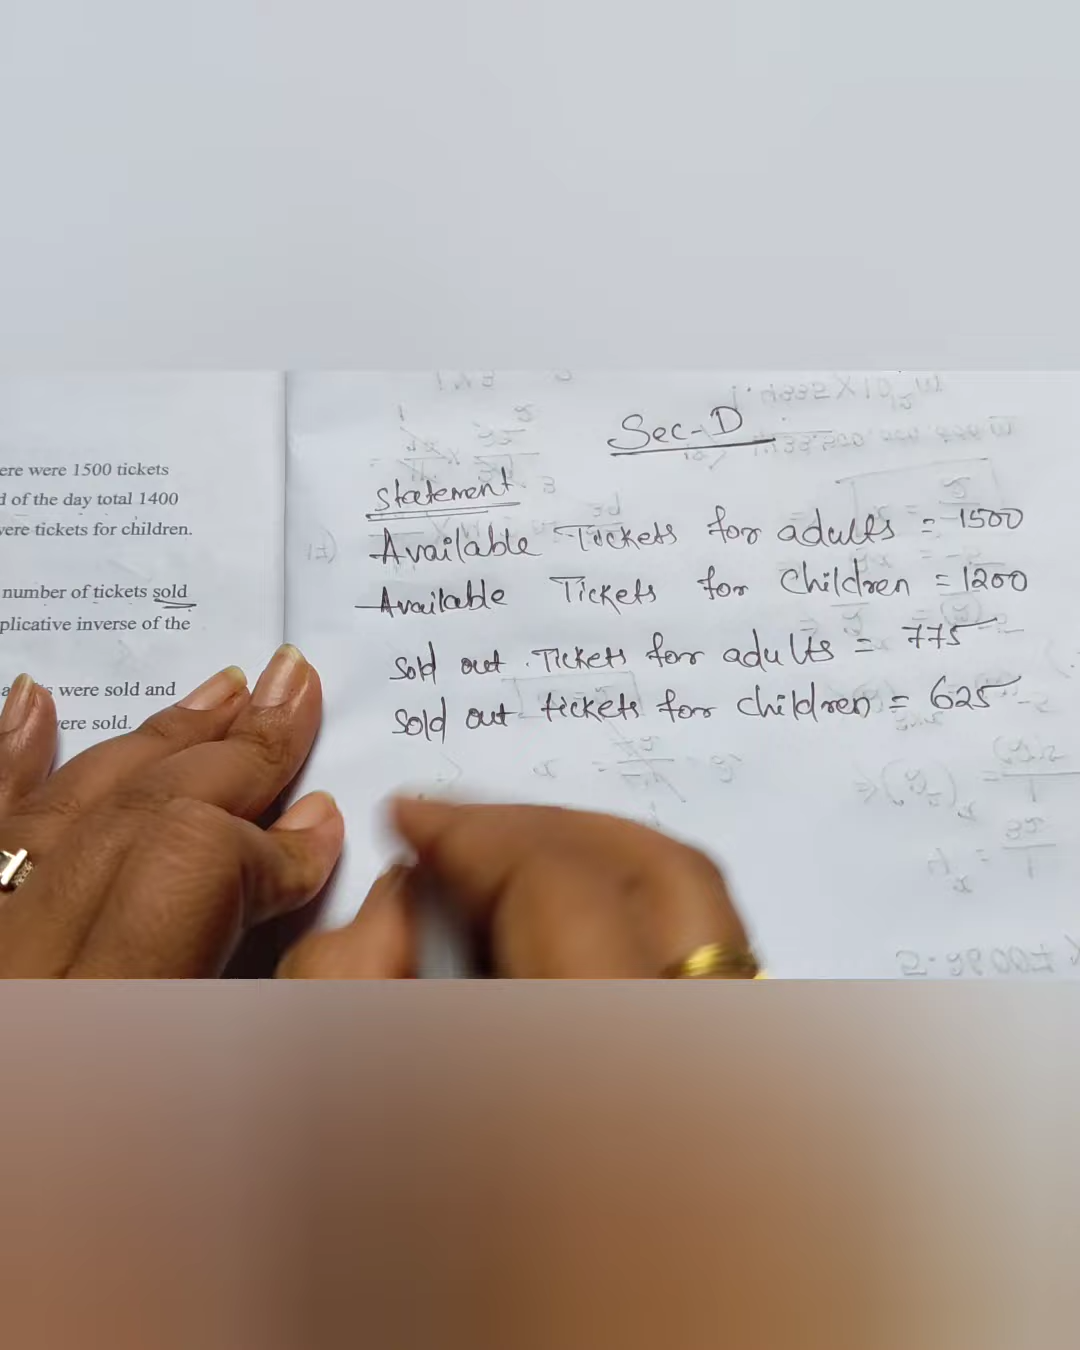 ere were 1500 tickets
d of the day total 1400
vere tickets for children.
number of tickets sold
plicative inverse of the
were sold and
ere sold.
Sec-D
Statement
Available Tickets for adults = 1500
Available Tickets for Children = 1200
Sold out Tickets for adults = 775
Sold out tickets for children = 625